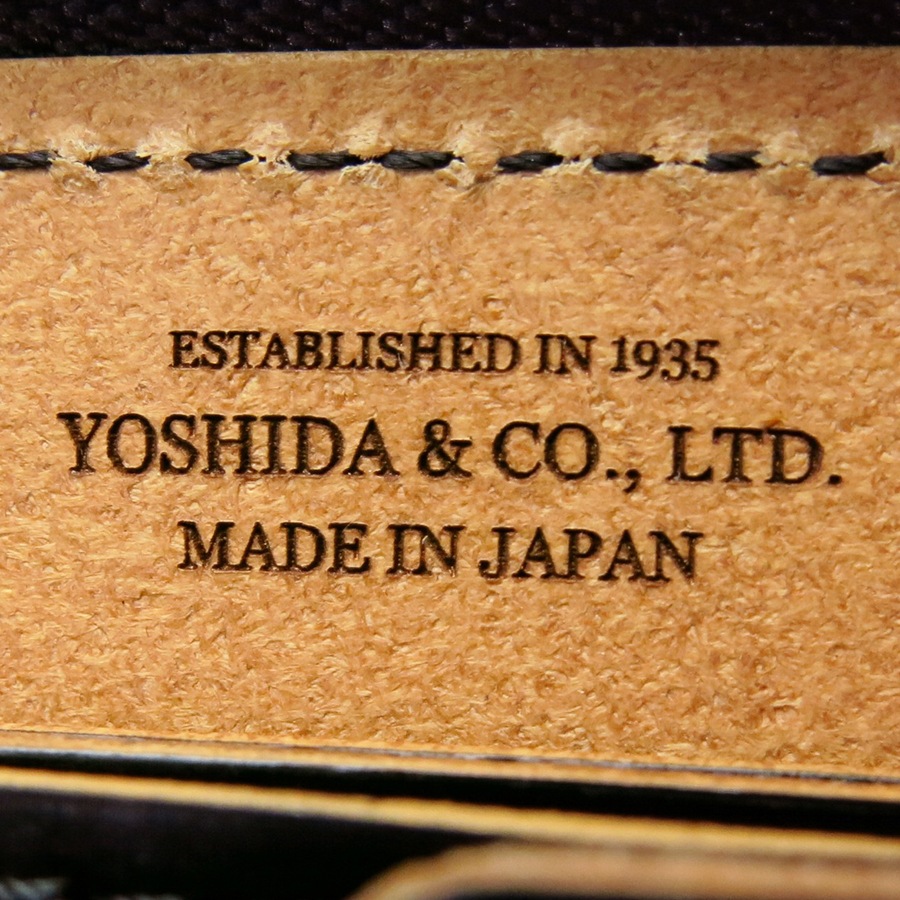 ESTABLISHED IN 1935
YOSHIDA & CO., LTD.
MADE IN JAPAN